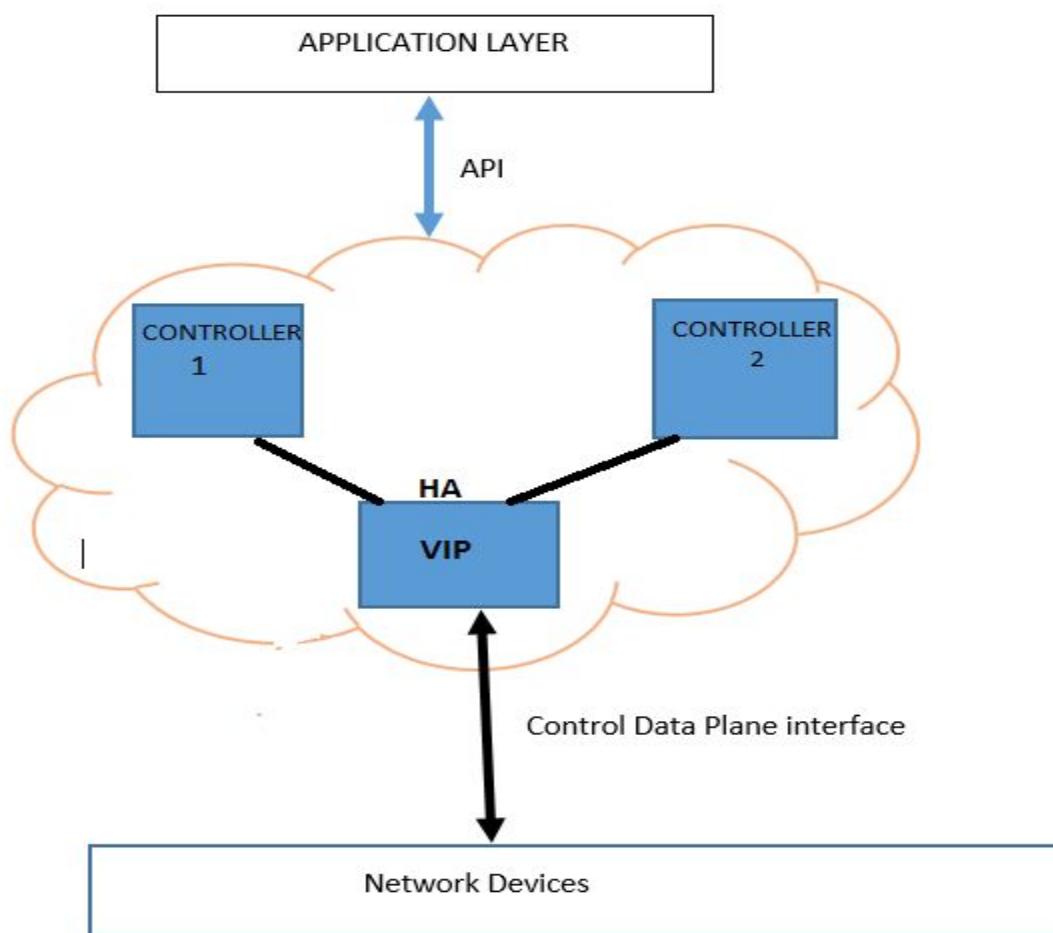 APPLICATION LAYER
API
CONTROLLER
1
CONTROLLER
2
HA
VIP
Control Data Plane interface
Network Devices